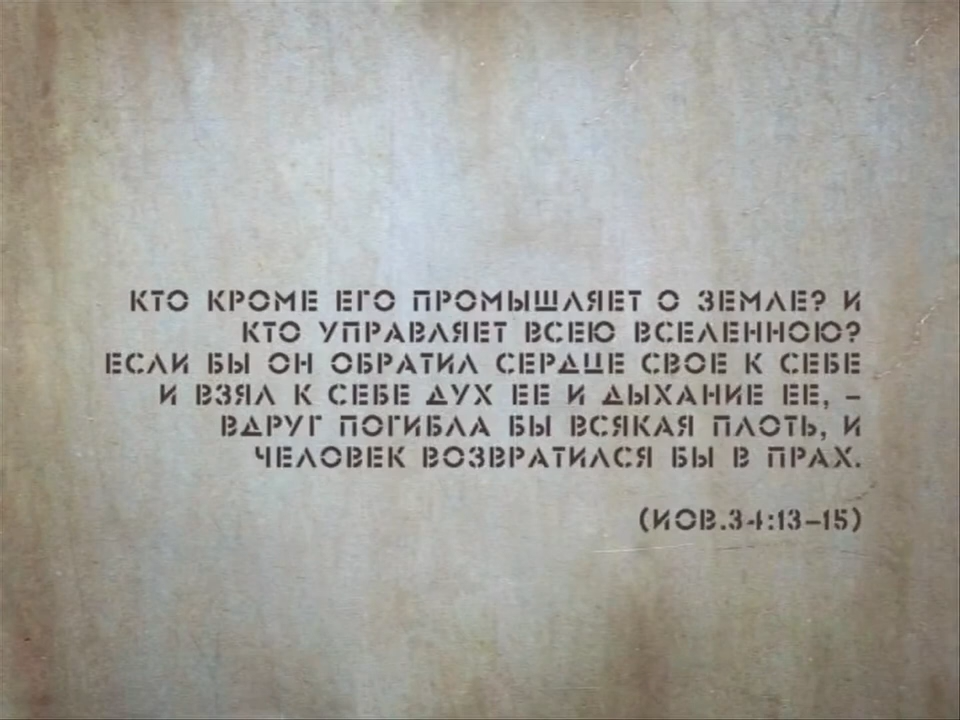 КТО КРОМЕ ЕГО ПРОМЫШЛЯЕТ О ЗЕМЛЕ? И
КТО УПРАВЛЯЕТ ВСЕЮ ВСЕЛЕННОЮ?
ЕСЛИ БЫ ОН ОБРАТИЛ СЕРДЦЕ СВОЕ К СЕБЕ
И ВЗЯЛ К СЕБЕ ДУХ ЕЕ И ДЫХАНИЕ ЕЕ, –
ВДРУГ ПОГИБЛА БЫ ВСЯКАЯ ПЛОТЬ, И
ЧЕЛОВЕК ВОЗВРАТИЛСЯ БЫ В ПРАХ.
(ИОВ.34:13–15)